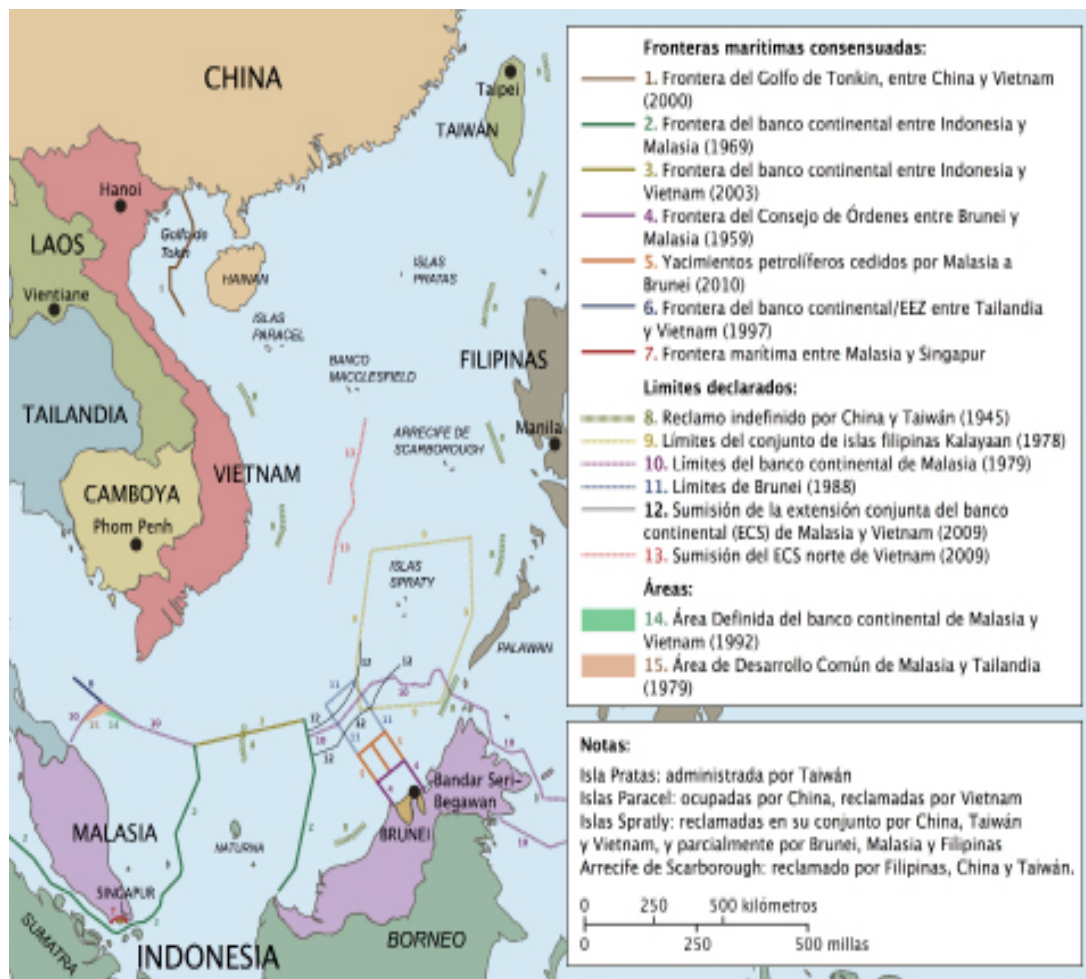 CHINA
Taipei
TAIWÁN
Hanoi
LAOS
Golfo de
Tokin
HAINAN
ISLAS
PRATAS
Vientiane
ISLAS
PARACEL
BANCO
MACCLESFIELD
FILIPINAS
TAILANDIA
ARRECIFE DE
SCARBOROUGH
Manila
VIETNAM
CAMBOYA
Phom Penh
ISLAS
SPRATY
PALAWAN
MALASIA
Bandar Seri-
Begawan
BRUNEI
NATURNA
SINGAPUR
SUMATRA
INDONESIA
BORNEO
Fronteras marítimas consensuadas:
1. Frontera del Golfo de Tonkin, entre China y Vietnam
(2000)
2. Frontera del banco continental entre Indonesia y
Malasia (1969)
3. Frontera del banco continental entre Indonesia y
Vietnam (2003)
4. Frontera del Consejo de Órdenes entre Brunei y
Malasia (1959)
5. Yacimientos petrolíferos cedidos por Malasia a
Brunei (2010)
6. Frontera del banco continental/EEZ entre Tailandia
y Vietnam (1997)
7. Frontera marítima entre Malasia y Singapur
Limites declarados:
8. Reclamo indefinido por China y Taiwán (1945)
9. Límites del conjunto de islas filipinas Kalayaan (1978)
10. Límites del banco continental de Malasia (1979)
11. Límites de Brunei (1988)
12. Sumisión de la extensión conjunta del banco
continental (ECS) de Malasia y Vietnam (2009)
13. Sumisión del ECS norte de Vietnam (2009)
Áreas:
14. Área Definida del banco continental de Malasia y
Vietnam (1992)
15. Área de Desarrollo Común de Malasia y Tailandia
(1979)
Notas:
Isla Pratas: administrada por Taiwán
Islas Paracel: ocupadas por China, reclamadas por Vietnam
Islas Spratly: reclamadas en su conjunto por China, Taiwán
y Vietnam, y parcialmente por Brunei, Malasia y Filipinas
Arrecife de Scarborough: reclamado por Filipinas, China y Taiwán.
0 250 500 kilómetros
0 250 500 millas